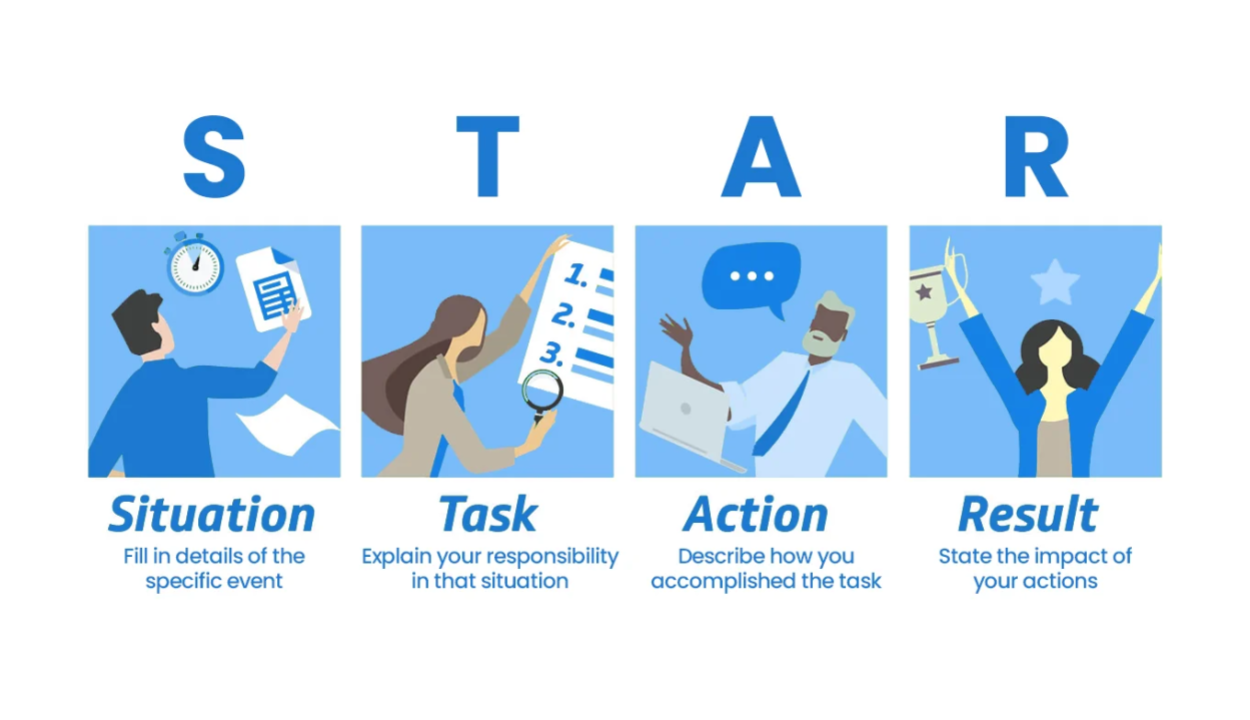 S T A R
1.
2.
3.
Situation
Fill in details of the
specific event
Task
Explain your responsibility
in that situation
Action
Describe how you
accomplished the task
Result
State the impact of
your actions